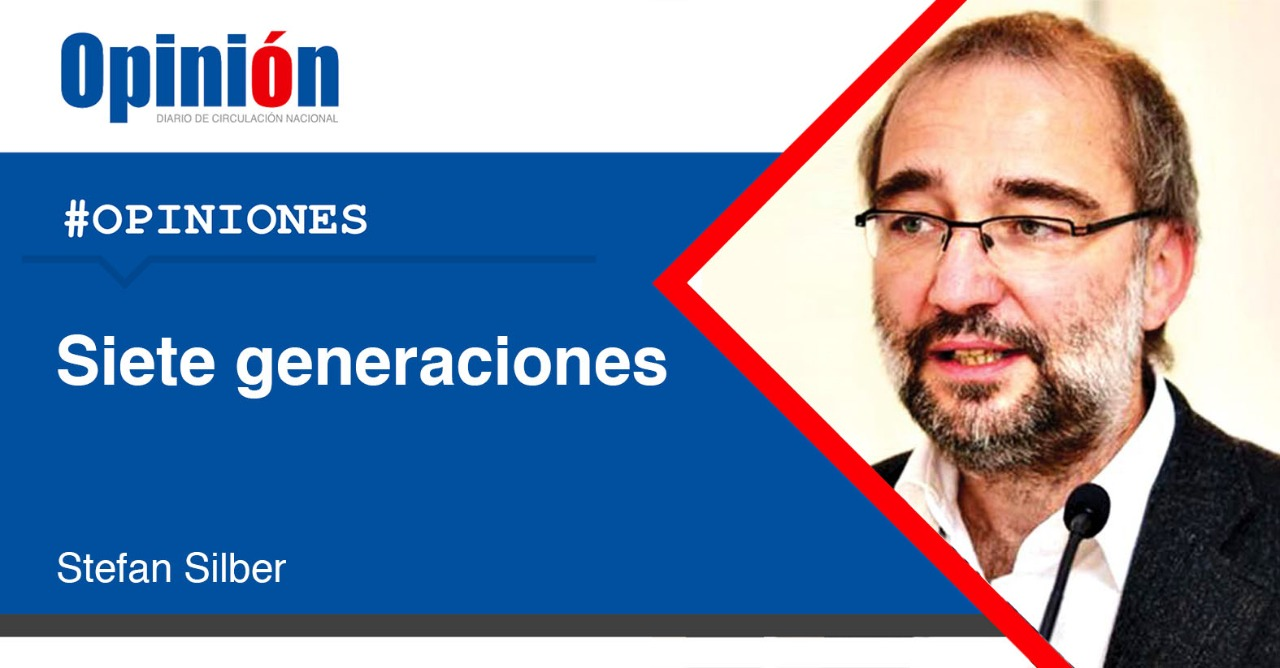 Opinión
DIARIO DE CIRCULACIÓN NACIONAL
#OPINIONES
Siete generaciones
Stefan Silber